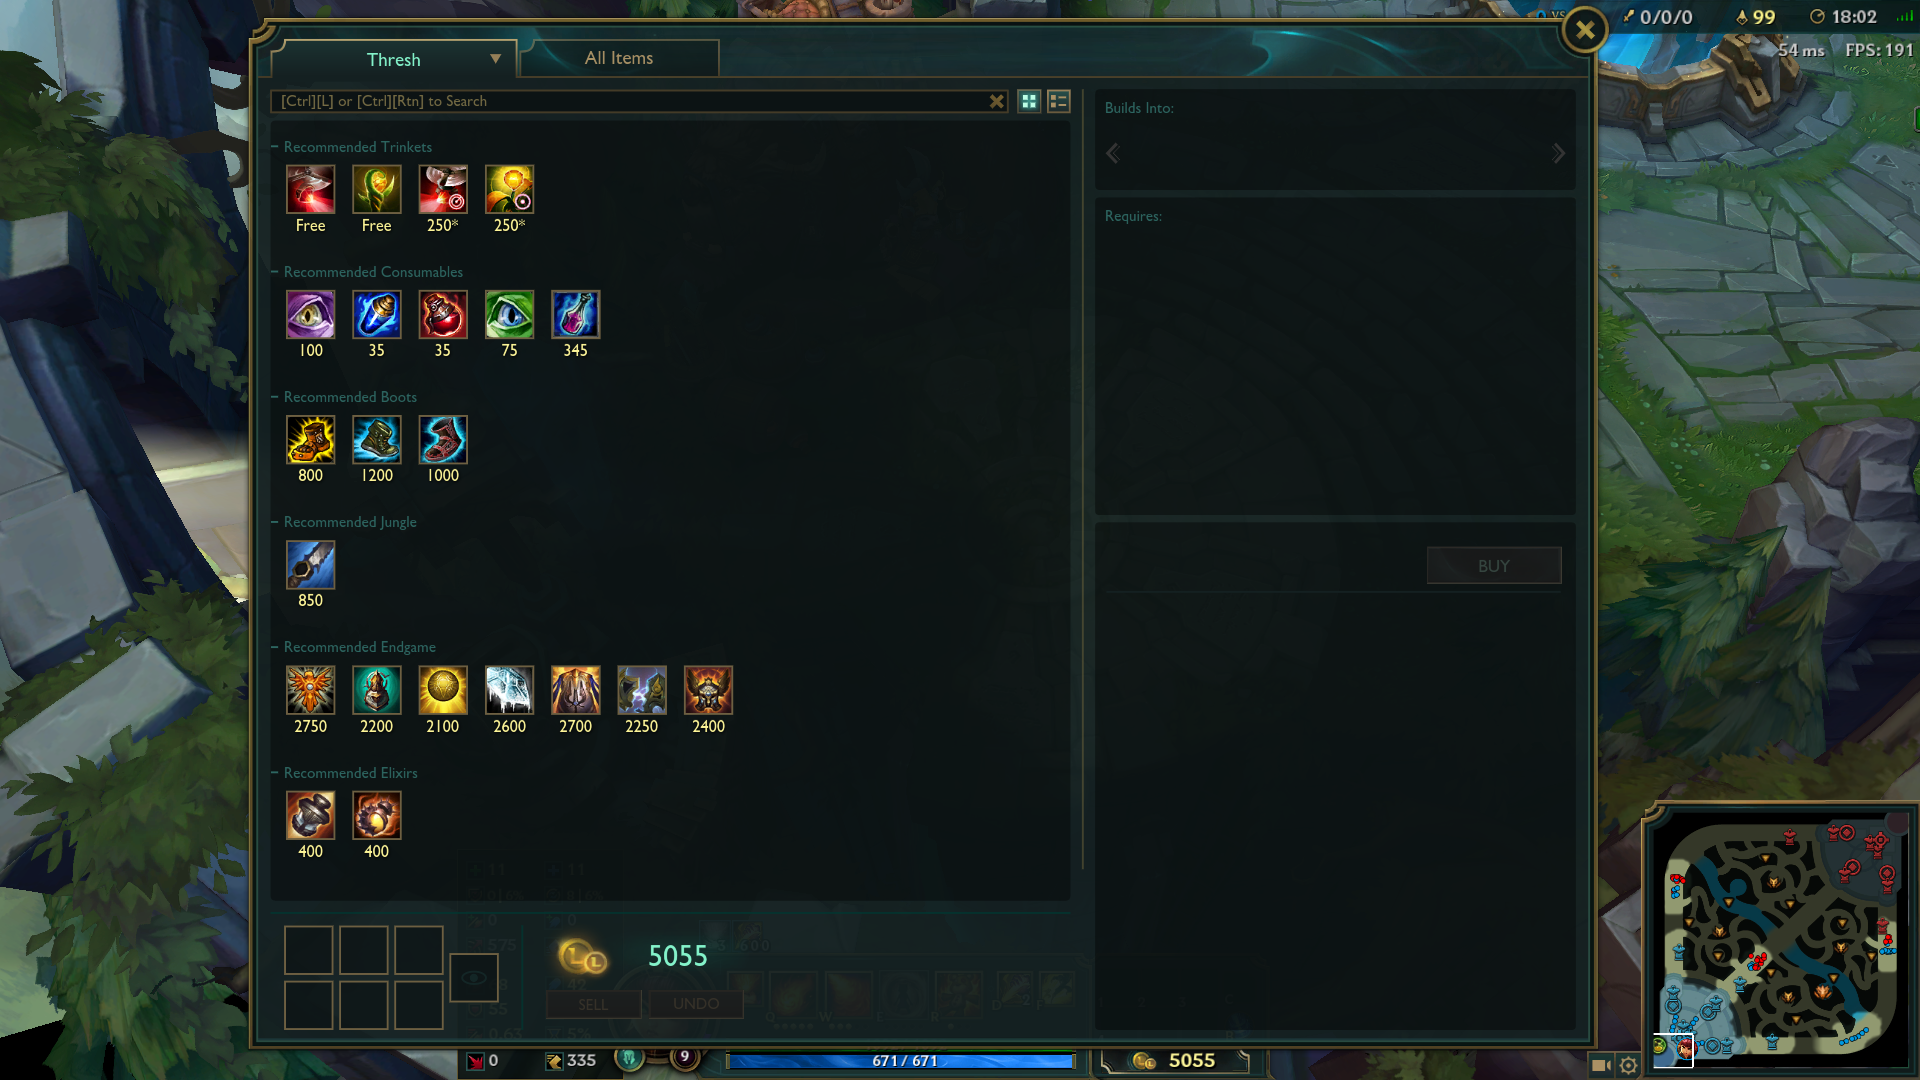 VS
0/0/0
99
18:02
54 ms FPS: 191
Thresh
All Items
[Ctrl][L] or [Ctrl][Rtn] to Search
Builds Into:
Requires:
BUY
Recommended Trinkets
Free Free 250* 250*
Recommended Consumables
100 35 35 75 345
Recommended Boots
800 1200 1000
Recommended Jungle
850
Recommended Endgame
2750 2200 2100 2600 2700 2250 2400
Recommended Elixirs
400 400
5055
SELL UNDO
0 335 9 671 / 671 5055